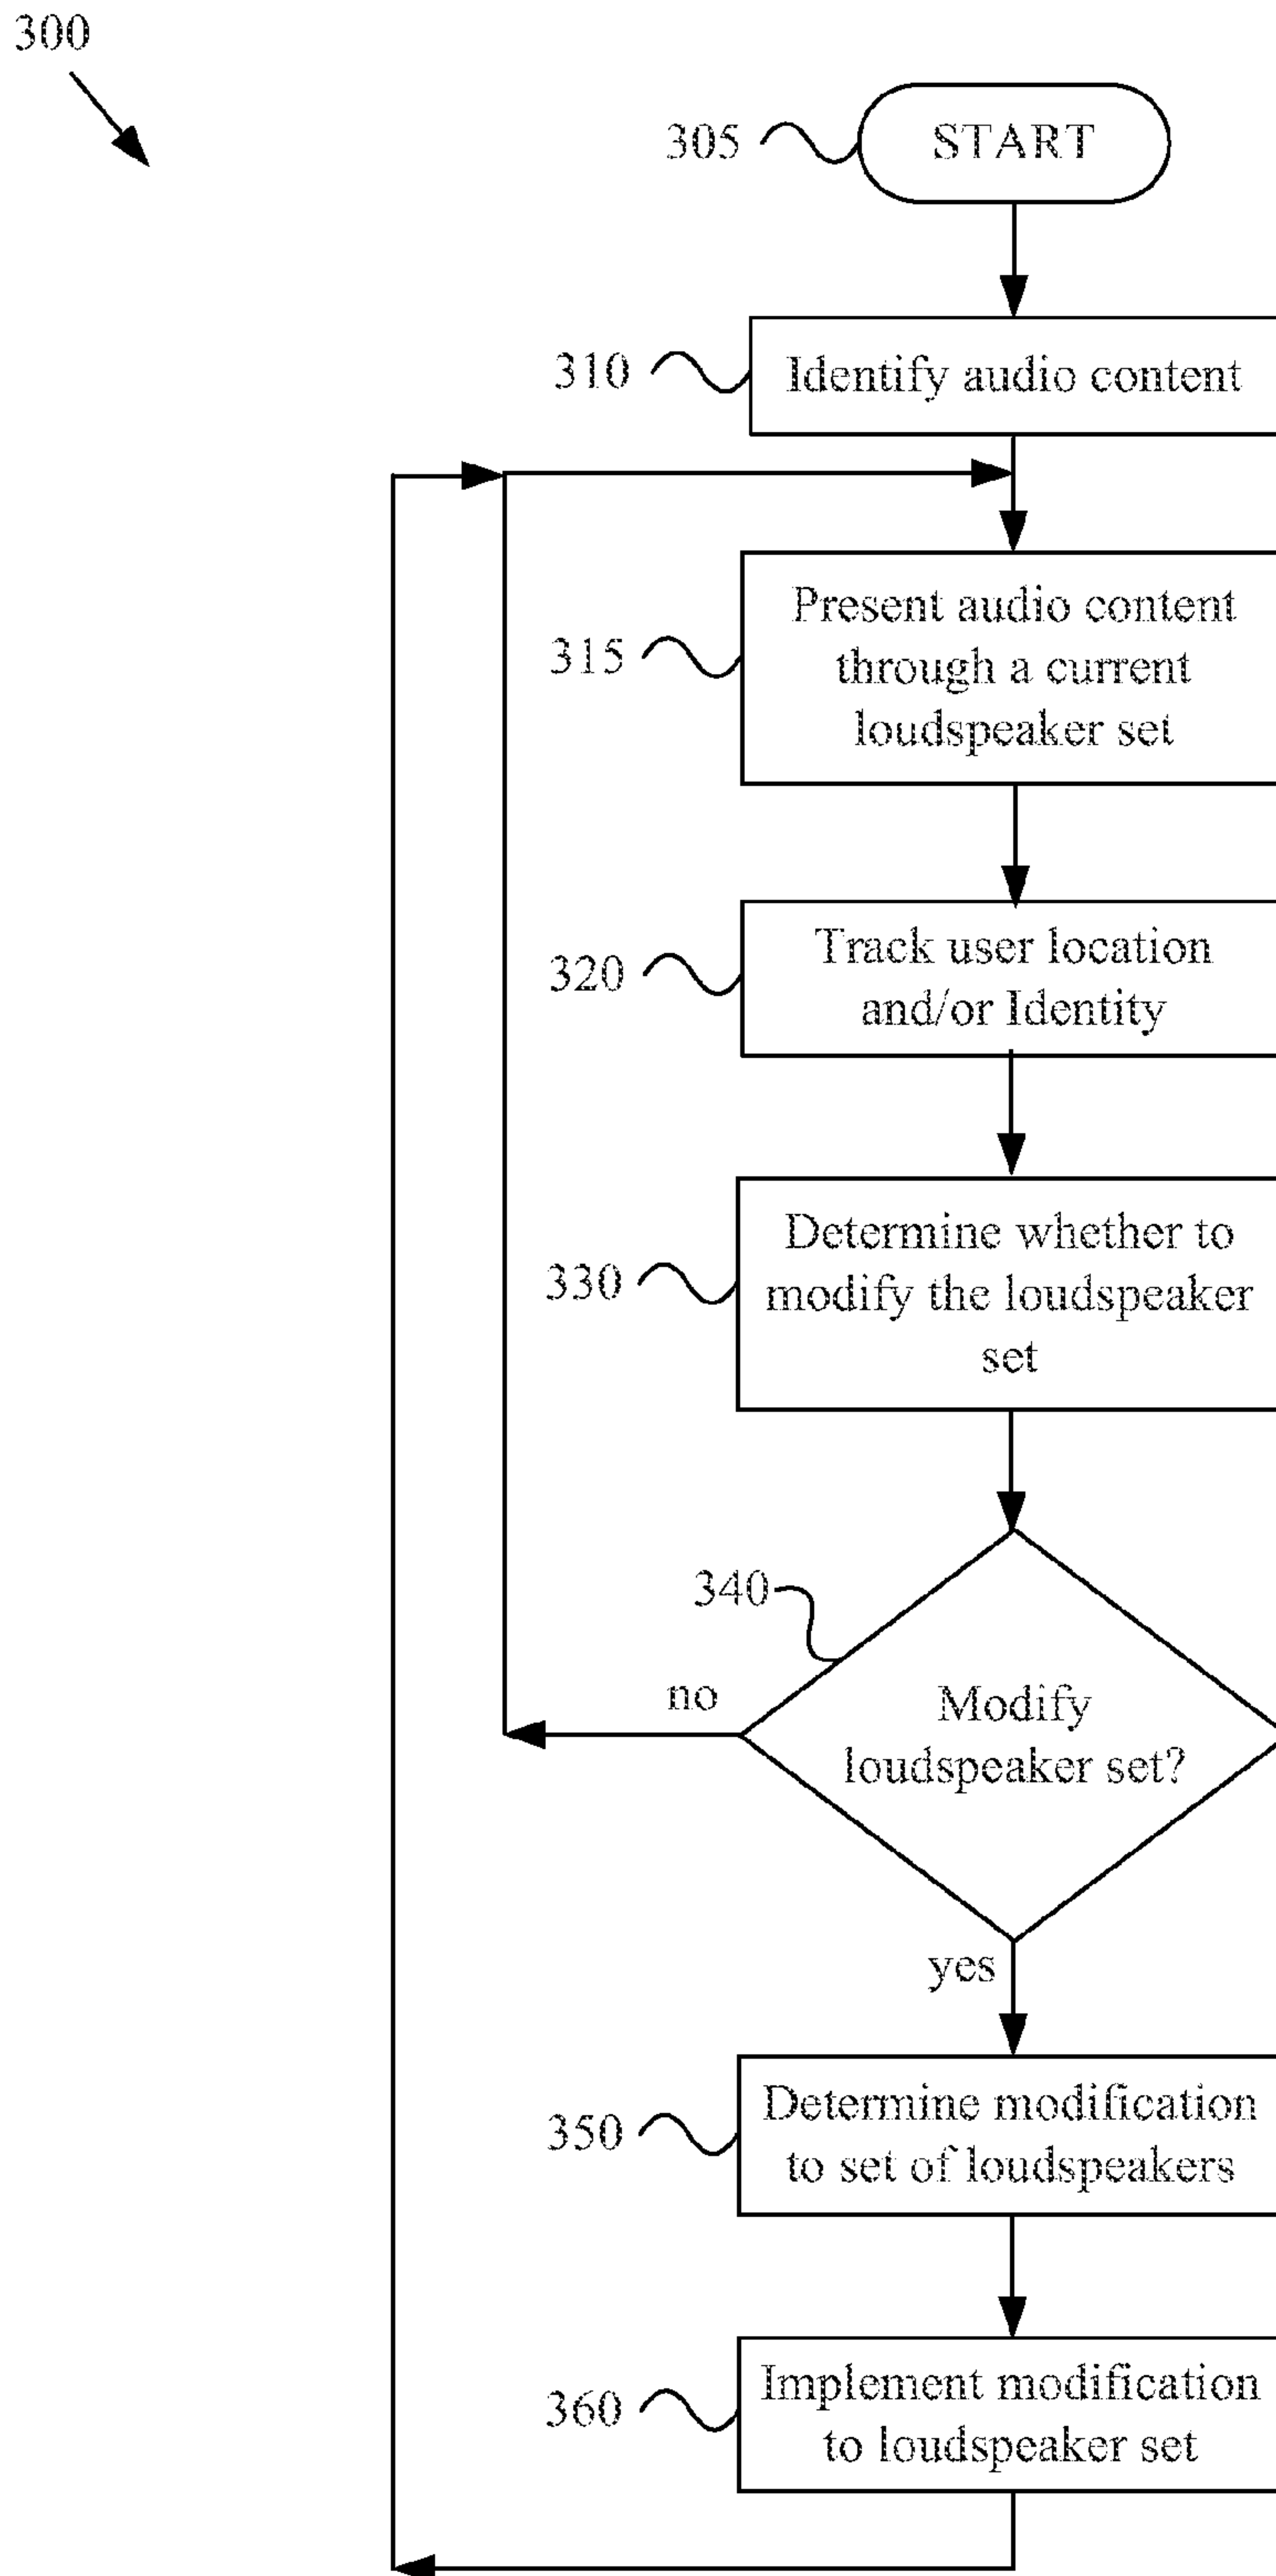 300
305
START
310
Identify audio content
315
Present audio content
through a current
loudspeaker set
320
Track user location
and/or Identity
330
Determine whether to
modify the loudspeaker
set
340
no
Modify
loudspeaker set?
yes
350
Determine modification
to set of loudspeakers
360
Implement modification
to loudspeaker set